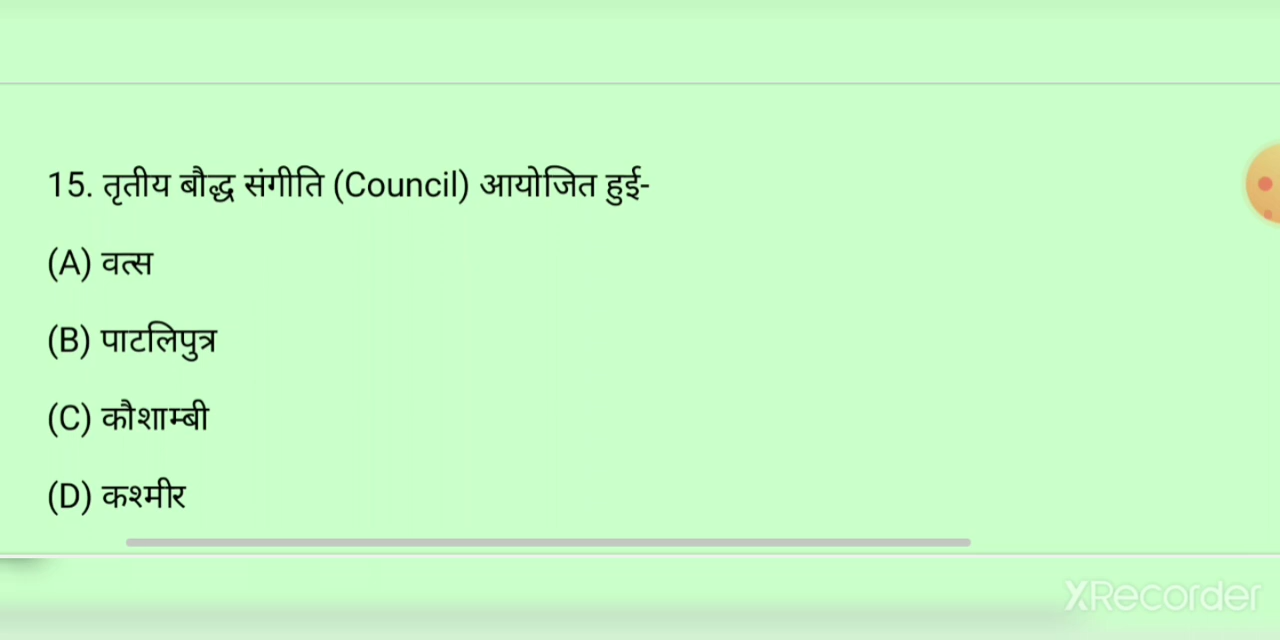 15. तृतीय बौद्ध संगीति (Council) आयोजित हुई-
(A) वत्स
(B) पाटलिपुत्र
(C) कौशाम्बी
(D) कश्मीर
XRecorder